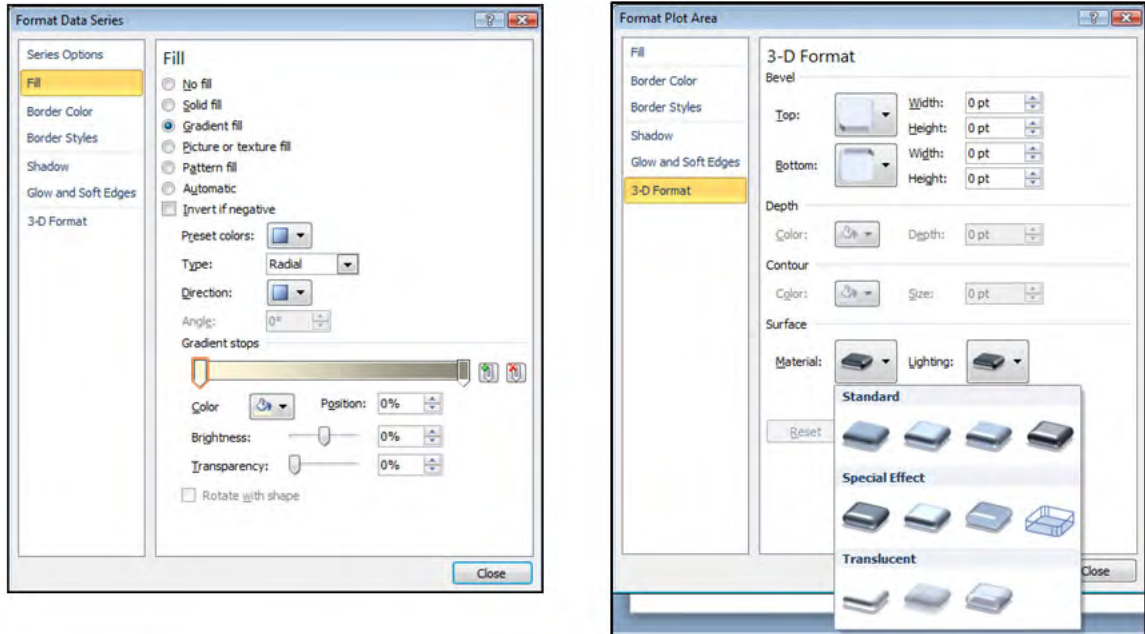 Format Data Series
Series Options
Fill
Border Color
Border Styles
Shadow
Glow and Soft Edges
3-D Format
Fill
No fill
Solid fill
Gradient fill
Picture or texture fill
Pattern fill
Automatic
Invert if negative
Preset colors:
Type: Radial
Direction:
Angle: 0°
Gradient stops
Color Position: 0%
Brightness: 0%
Transparency: 0%
Rotate with shape
Close
Format Plot Area
Fill
Border Color
Border Styles
Shadow
Glow and Soft Edges
3-D Format
3-D Format
Bevel
Top: Width: 0 pt
Height: 0 pt
Bottom: Width: 0 pt
Height: 0 pt
Depth
Color: Depth: 0 pt
Contour
Color: Size: 0 pt
Surface
Material: Lighting:
Standard
Reset
Special Effect
Translucent
Close